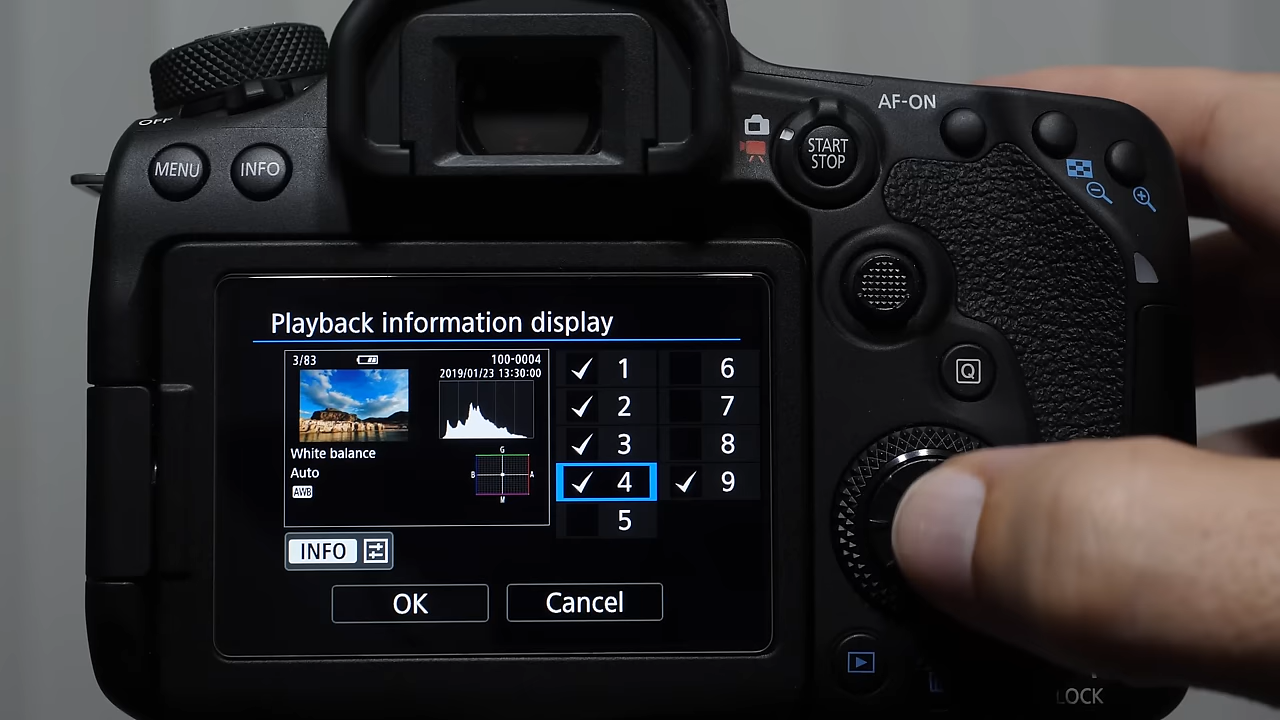 AF-ON
OFF
MENU
INFO
START
STOP
Playback information display
3/83
100-0004
2019/01/23 13:30:00
White balance
Auto
AWB
G
B
A
M
1
2
3
4
5
6
7
8
9
INFO
OK
Cancel
Q
LOCK